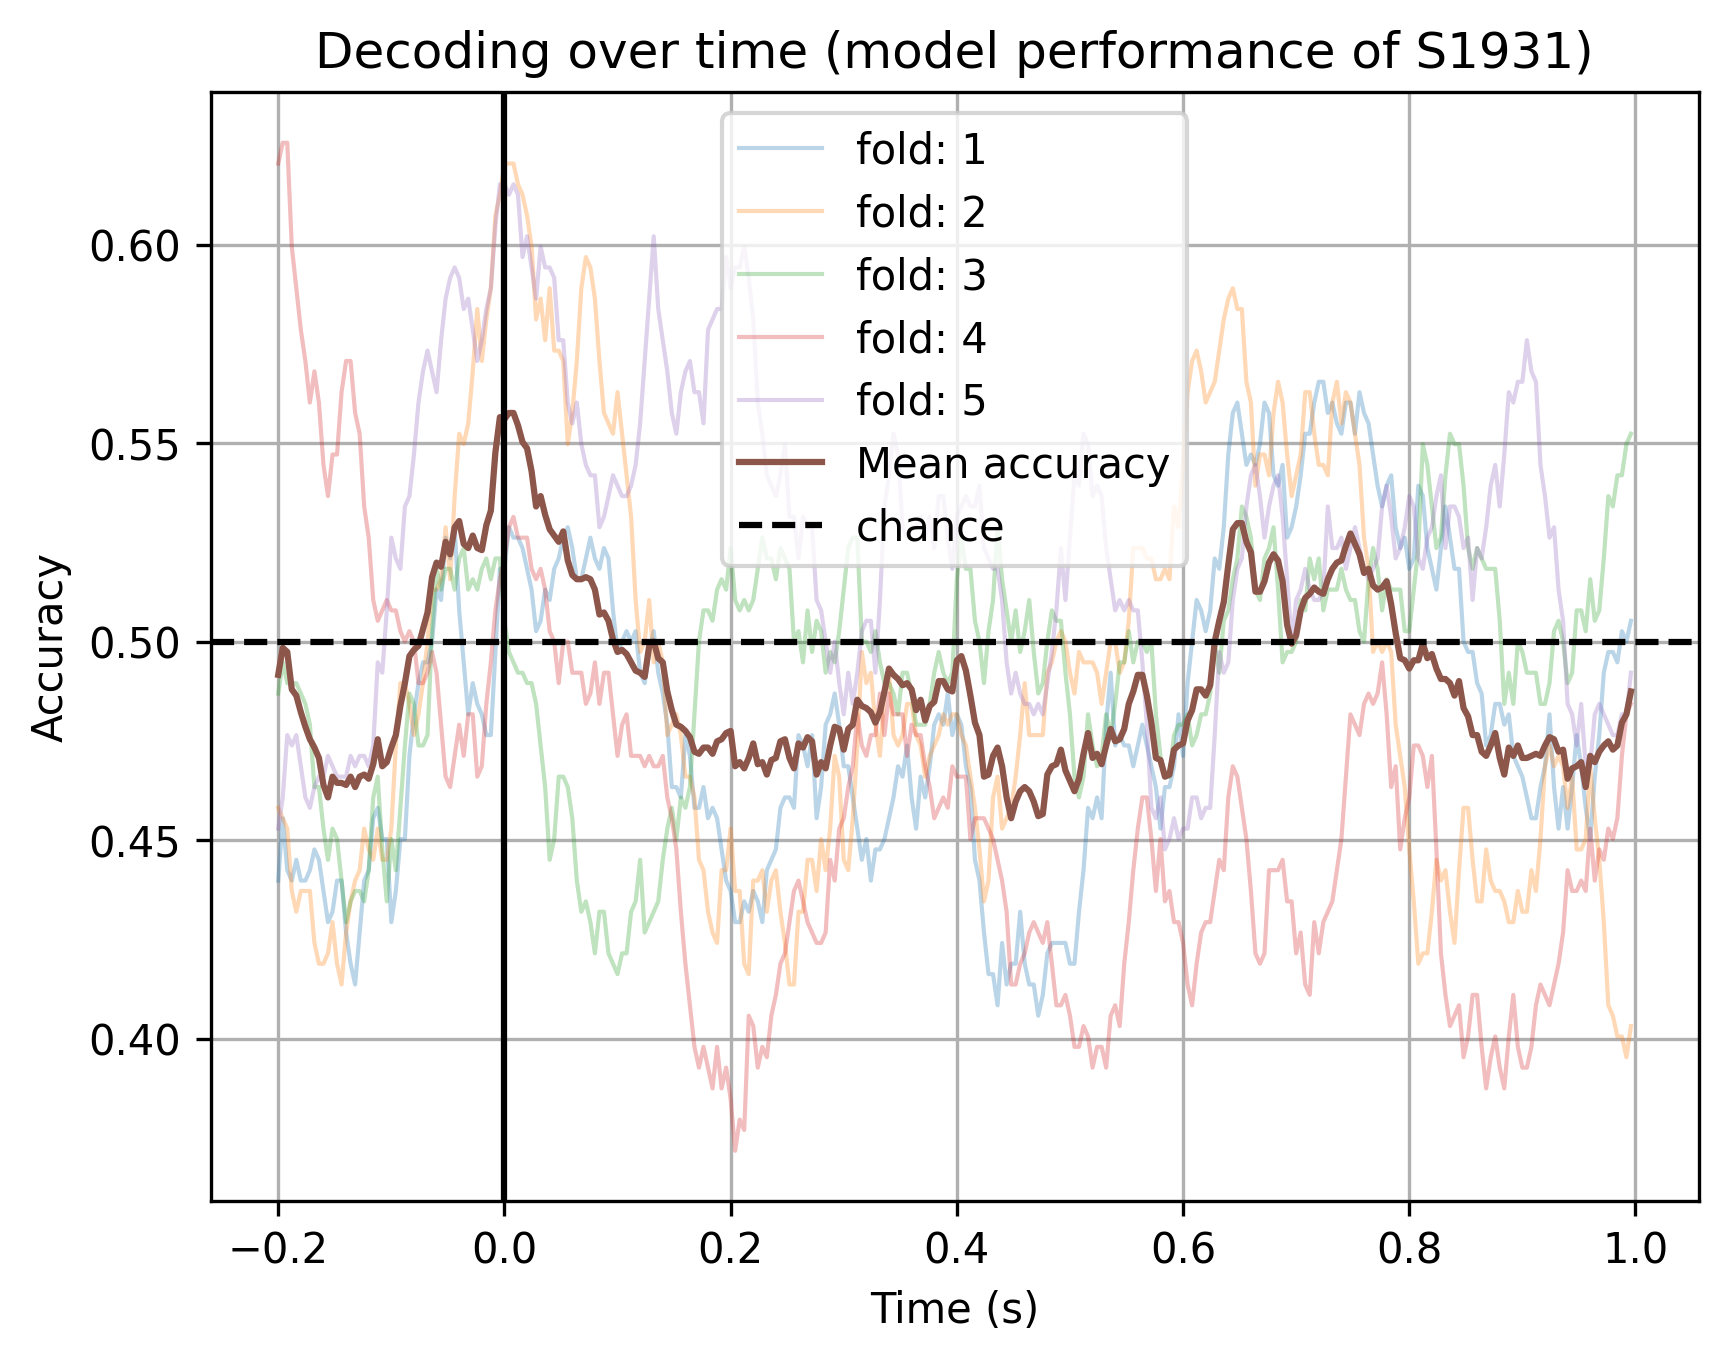 Decoding over time (model performance of S1931)
fold: 1
fold: 2
fold: 3
fold: 4
fold: 5
Mean accuracy
chance
Accuracy
0.60
0.55
0.50
0.45
0.40
−0.2 0.0 0.2 0.4 0.6 0.8 1.0
Time (s)